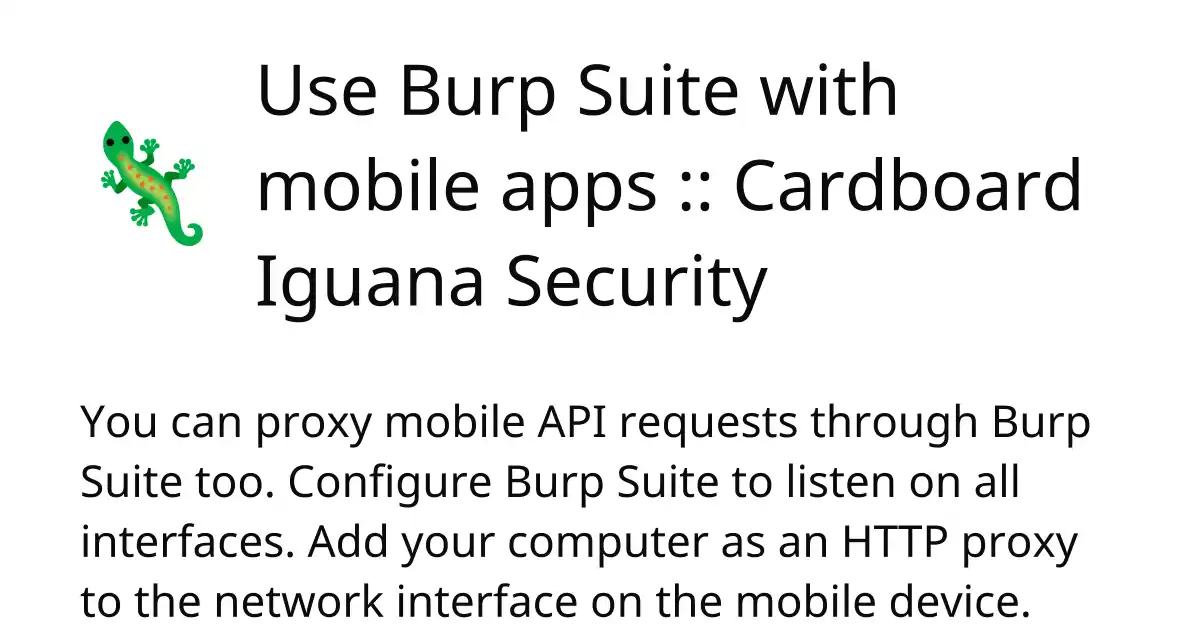 Use Burp Suite with
mobile apps :: Cardboard
Iguana Security
You can proxy mobile API requests through Burp
Suite too. Configure Burp Suite to listen on all
interfaces. Add your computer as an HTTP proxy
to the network interface on the mobile device.